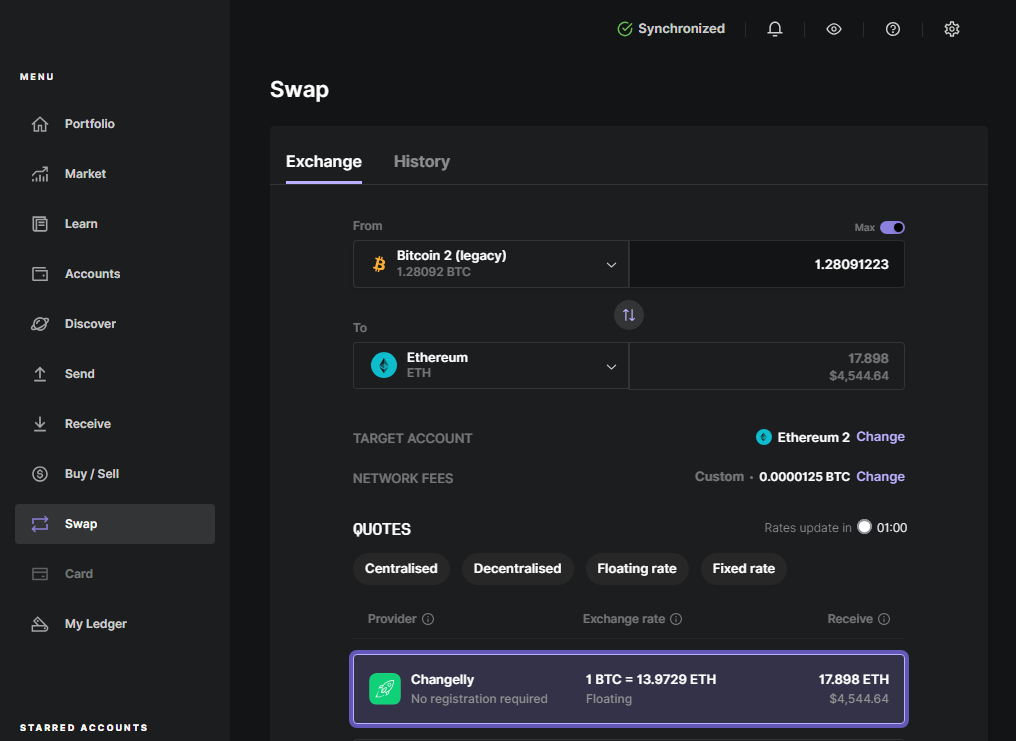 Synchronized
MENU
Portfolio
Market
Learn
Accounts
Discover
Send
Receive
Buy / Sell
Swap
Card
My Ledger
STARRED ACCOUNTS
Swap
Exchange History
From Max
Bitcoin 2 (legacy)
1.28092 BTC
1.28091223
To
Ethereum
ETH
17.898
$4,544.64
TARGET ACCOUNT Ethereum 2 Change
NETWORK FEES Custom · 0.0000125 BTC Change
QUOTES Rates update in 01:00
Centralised Decentralised Floating rate Fixed rate
Provider Exchange rate Receive
Changelly 1 BTC = 13.9729 ETH 17.898 ETH
No registration required Floating $4,544.64